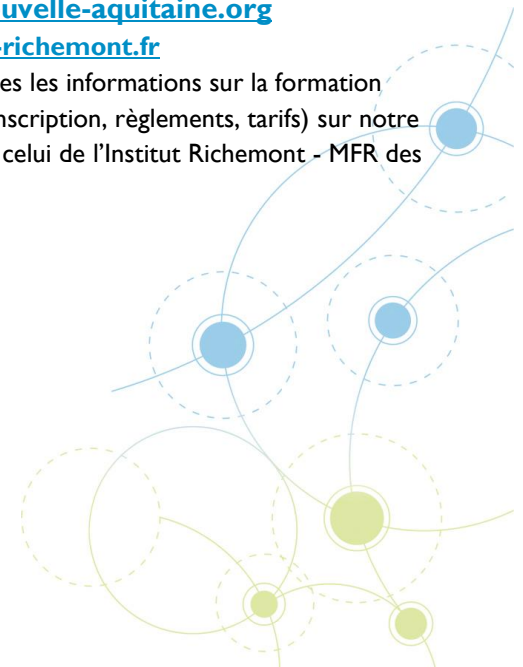 uvelle-aquitaine.org
-richemont.fr
es les informations sur la formation
nscription, règlements, tarifs) sur notre
celui de l’Institut Richemont - MFR des